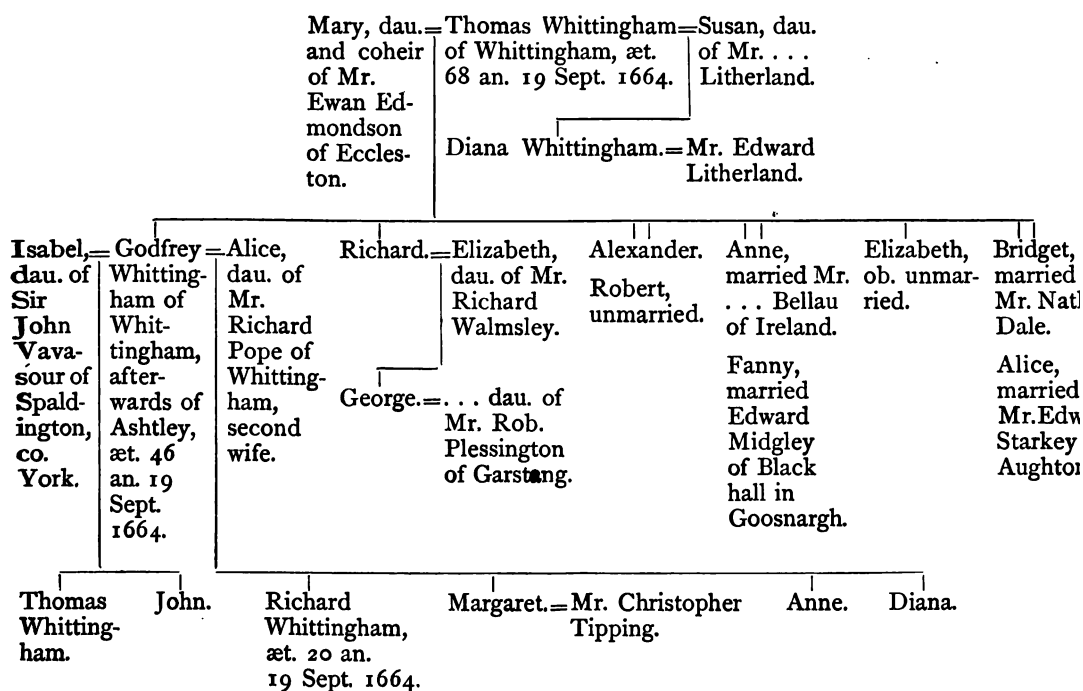 Mary, dau. = Thomas Whittingham = Susan, dau.
and coheir of Whittingham, æt. of Mr. . . .
of Mr. 68 an. 19 Sept. 1664. Litherland.
Ewan Ed-
mondson
of Eccles-
ton.
Diana Whittingham. = Mr. Edward
Litherland.
Isabel, =
dau. of
Sir
John
Vava-
sour of
Spald-
ington,
co.
York.
Godfrey =
Whitting-
ham of
Whit-
tingham,
after-
wards of
Ashtley,
æt. 46
an. 19
Sept.
1664.
Alice,
dau. of
Mr.
Richard
Pope of
Whitting-
ham,
second
wife.
Richard. = Elizabeth,
dau. of Mr.
Richard
Walmsley.
George. = . . . dau. of
Mr. Rob.
Plessington
of Garstang.
Alexander.
Robert,
unmarried.
Anne,
married Mr.
. . . Bellau
of Ireland.
Fanny,
married
Edward
Midgley
of Black
hall in
Goosnargh.
Elizabeth,
ob. unmar-
ried.
Bridget,
married
Mr. Nath
Dale.
Alice,
married
Mr. Edw
Starkey
Aughton
Thomas
Whitting-
ham.
John.
Richard
Whittingham,
æt. 20 an.
19 Sept. 1664.
Margaret. = Mr. Christopher
Tipping.
Anne.
Diana.